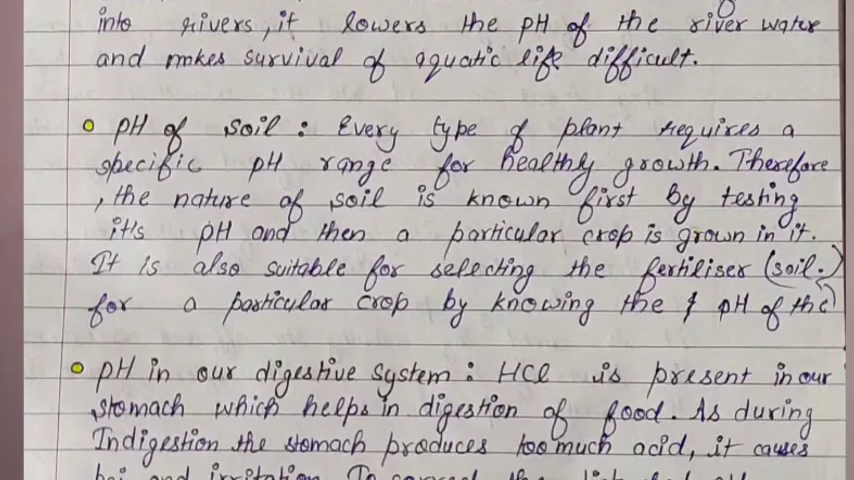 into rivers, it lowers the pH of the river water
and makes survival of aquatic life difficult.
pH of soil : Every type of plant requires a
specific pH range for healthy growth. Therefore
, the nature of soil is known first by testing
it's pH and then a particular crop is grown in it.
It is also suitable for selecting the fertiliser (soil.)
for a particular crop by knowing the pH of the
pH in our digestive system : HCl is present in our
stomach which helps in digestion of food. As during
Indigestion the stomach produces too much acid, it causes
and irritation